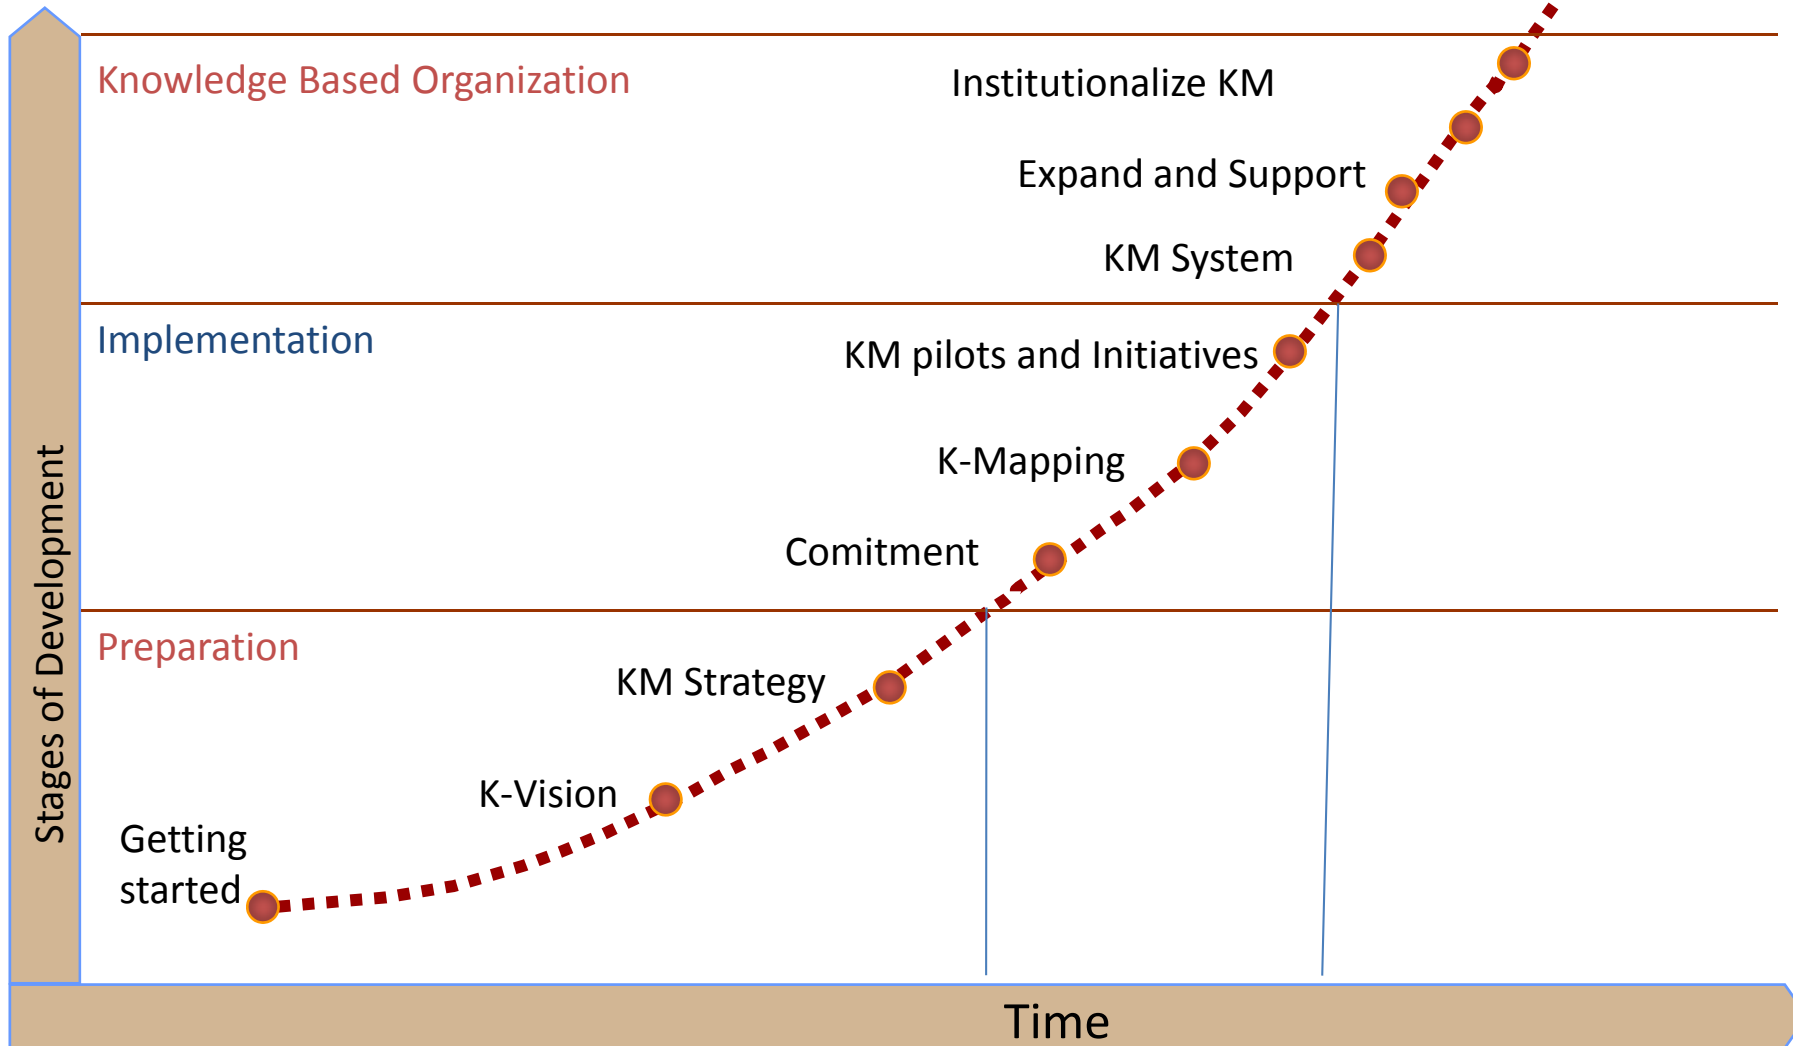 Knowledge Based Organization
Institutionalize KM
Expand and Support
KM System
Implementation
KM pilots and Initiatives
K-Mapping
Comitment
Preparation
KM Strategy
K-Vision
Getting
started
Stages of Development
Time